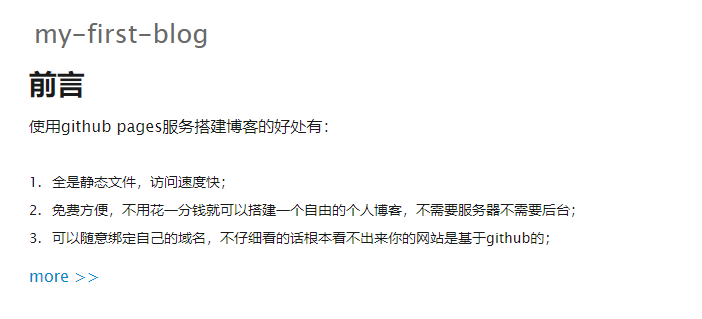 my-first-blog
前言
使用github pages服务搭建博客的好处有：
1. 全是静态文件，访问速度快；
2. 免费方便，不用花一分钱就可以搭建一个自由的个人博客，不需要服务器不需要后台；
3. 可以随意绑定自己的域名，不仔细看的话根本看不出来你的网站是基于github的；
more >>